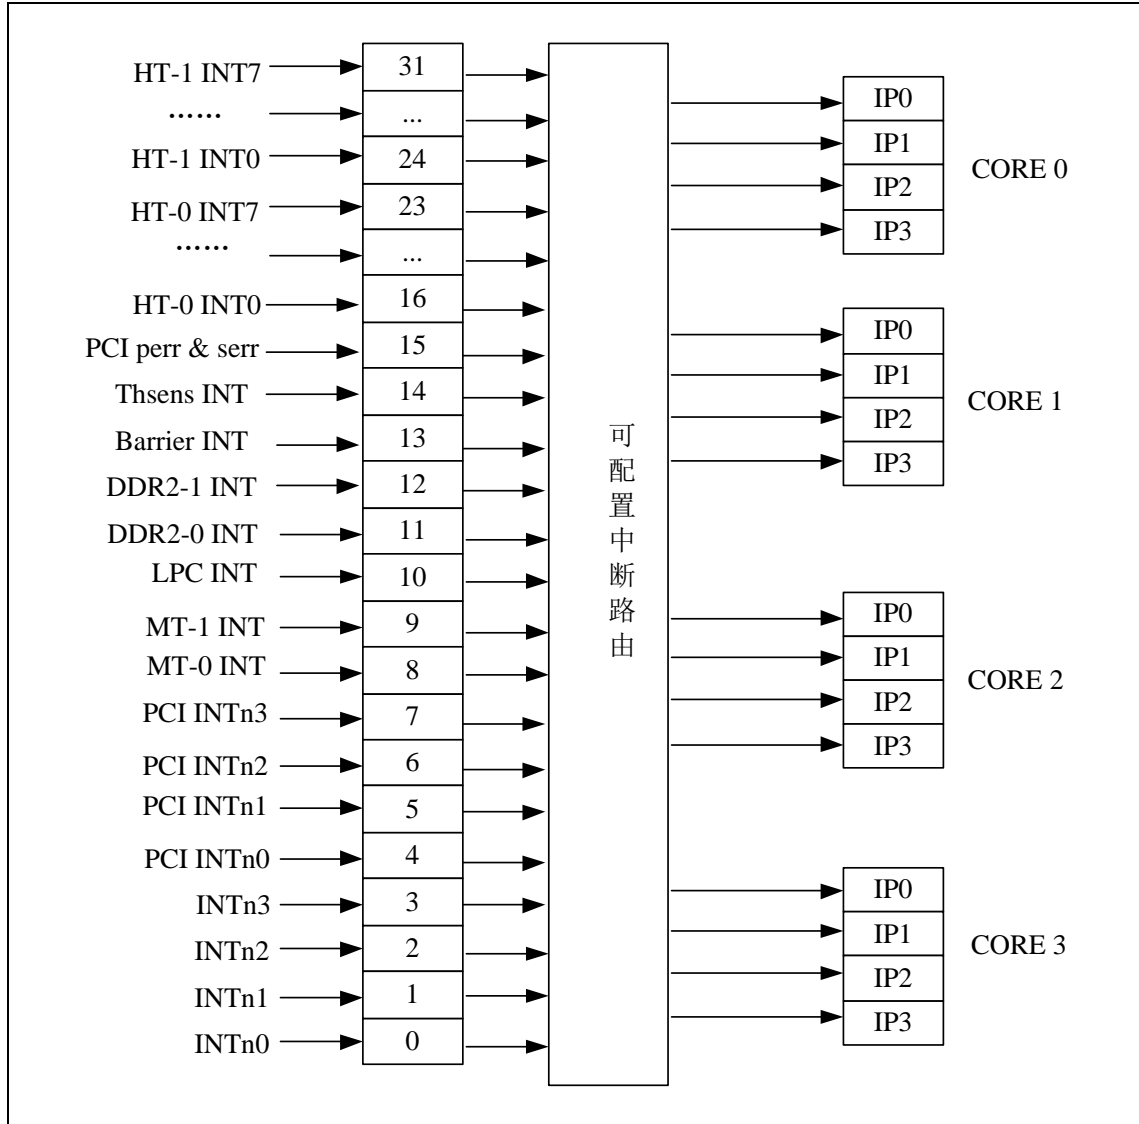 HT-1 INT7 31
...... ...
HT-1 INT0 24
HT-0 INT7 23
...... ...
HT-0 INT0 16
PCI perr & serr 15
Thsens INT 14
Barrier INT 13
DDR2-1 INT 12
DDR2-0 INT 11
LPC INT 10
MT-1 INT 9
MT-0 INT 8
PCI INTn3 7
PCI INTn2 6
PCI INTn1 5
PCI INTn0 4
INTn3 3
INTn2 2
INTn1 1
INTn0 0
可配置中断路由
IP0
IP1
IP2
IP3
CORE 0
IP0
IP1
IP2
IP3
CORE 1
IP0
IP1
IP2
IP3
CORE 2
IP0
IP1
IP2
IP3
CORE 3